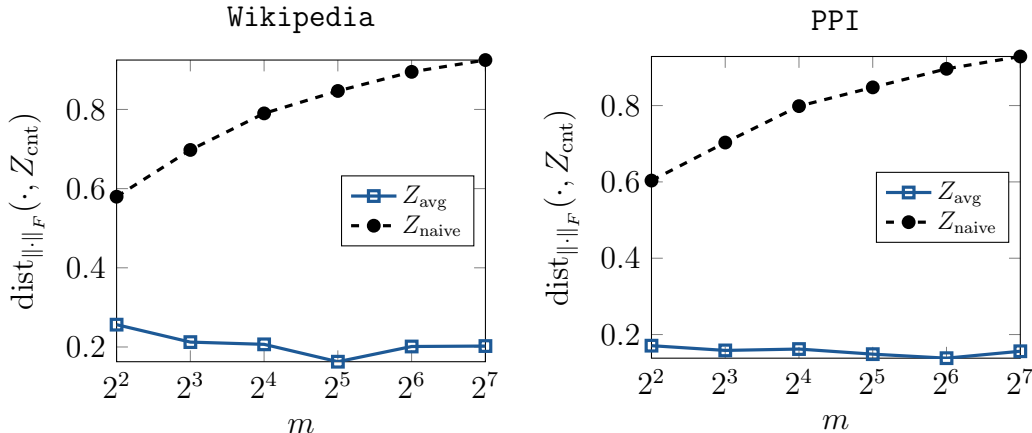 Wikipedia
0.8
0.6
0.4
0.2
2^2 2^3 2^4 2^5 2^6 2^7
m
dist_{‖·‖_F}(·, Z_cnt)
Z_avg
Z_naive
PPI
0.8
0.6
0.4
0.2
2^2 2^3 2^4 2^5 2^6 2^7
m
dist_{‖·‖_F}(·, Z_cnt)
Z_avg
Z_naive